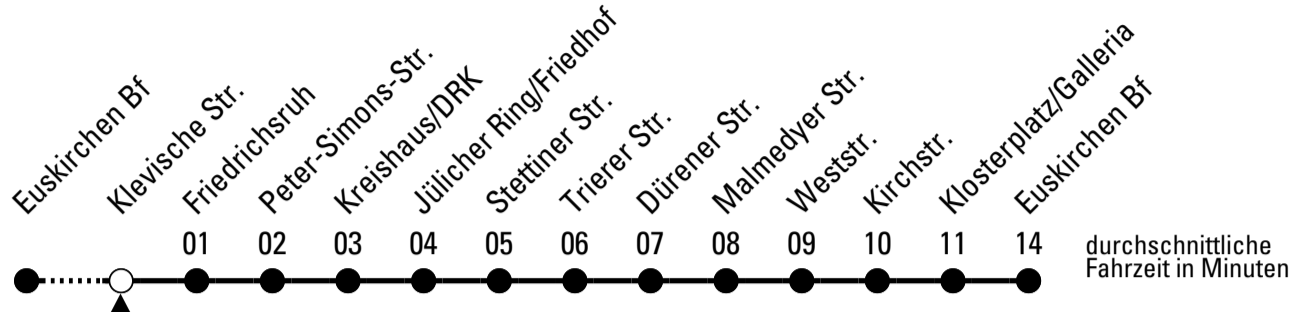 Euskirchen Bf
Klevische Str.
Friedrichsruh
Peter-Simons-Str.
Kreishaus/DRK
Jülicher Ring/Friedhof
Stettiner Str.
Trierer Str.
Dürener Str.
Malmedyer Str.
Weststr.
Kirchstr.
Klosterplatz/Galleria
Euskirchen Bf
01 02 03 04 05 06 07 08 09 10 11 14
durchschnittliche
Fahrzeit in Minuten